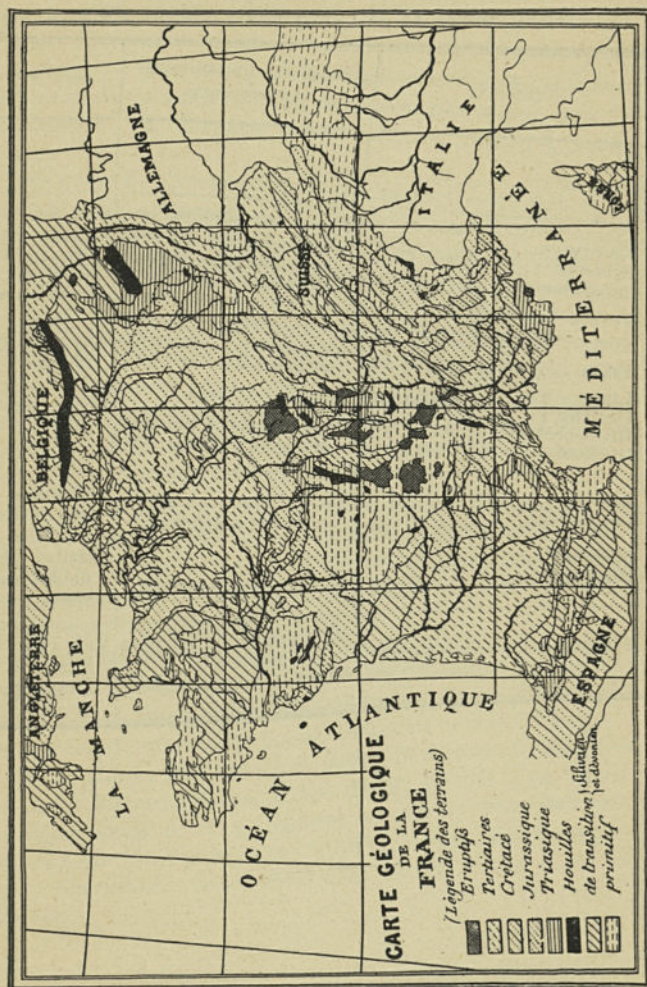 ANGLETERRE
BELGIQUE
ALLEMAGNE
LA MANCHE
SUISSE
OCÉAN ATLANTIQUE
ITALIE
ESPAGNE
MÉDITERRANÉE
CORSE
CARTE GÉOLOGIQUE
DE LA
FRANCE
(Légende des terrains)
Eruptifs
Tertiaires
Crétacé
Jurassique
Triasique
Houilles
de transition (Silurien
et dévonien)
primitif